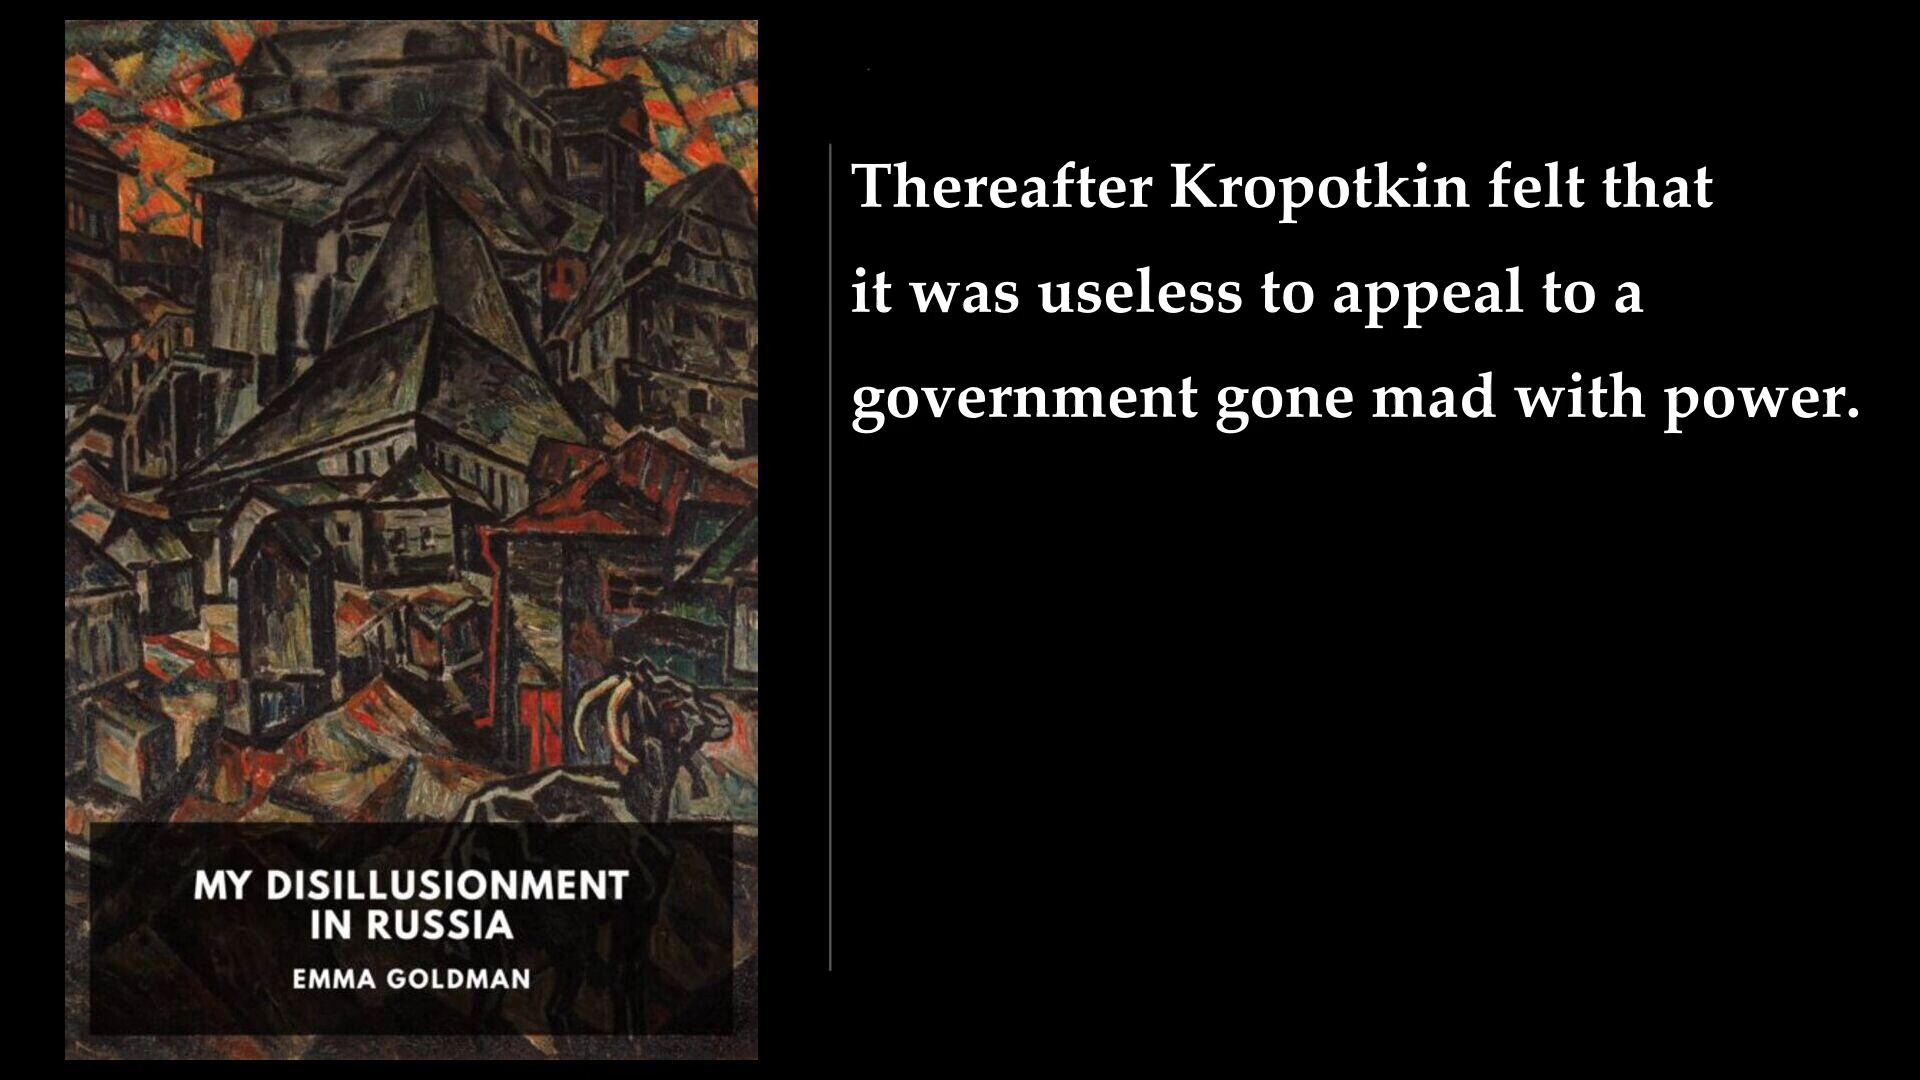 MY DISILLUSIONMENT
IN RUSSIA
EMMA GOLDMAN
Thereafter Kropotkin felt that
it was useless to appeal to a
government gone mad with power.